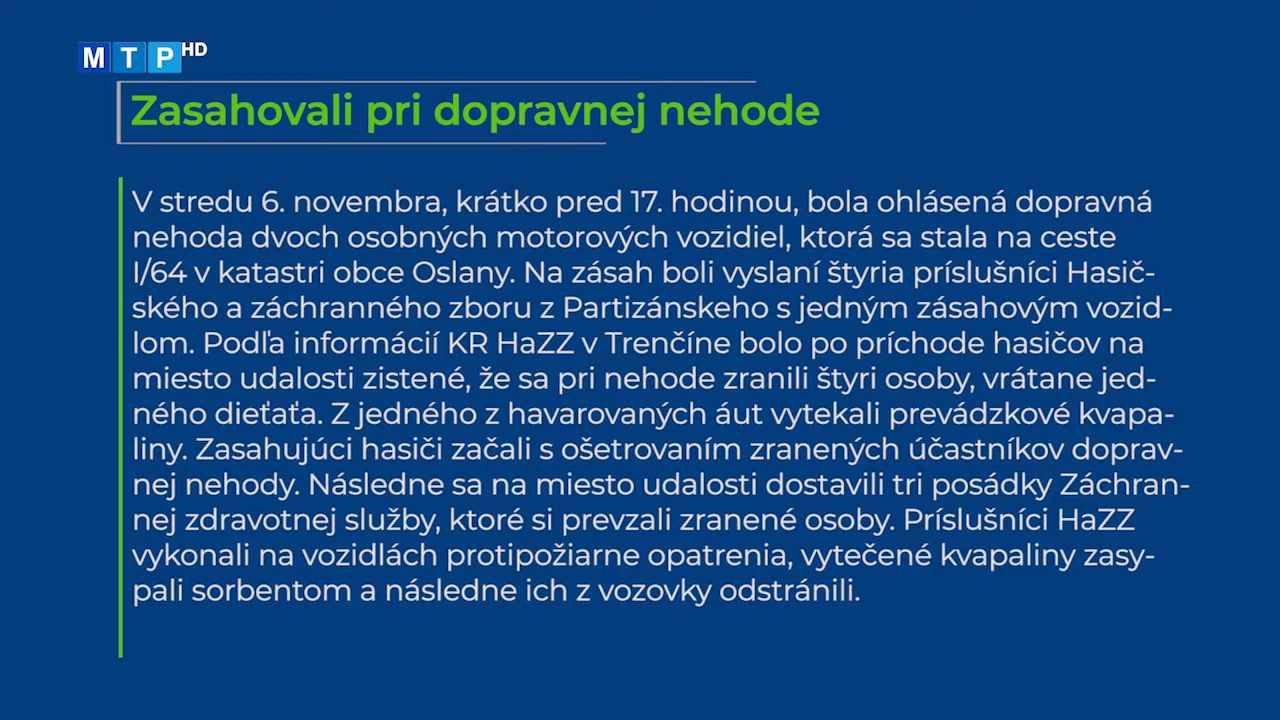 MTP HD
Zasahovali pri dopravnej nehode
V stredu 6. novembra, krátko pred 17. hodinou, bola ohlásená dopravná
nehoda dvoch osobných motorových vozidiel, ktorá sa stala na ceste
I/64 v katastri obce Oslany. Na zásah boli vyslaní štyria príslušníci Hasič-
ského a záchranného zboru z Partizánskeho s jedným zásahovým vozid-
lom. Podľa informácií KR HaZZ v Trenčíne bolo po príchode hasičov na
miesto udalosti zistené, že sa pri nehode zranili štyri osoby, vrátane jed-
ného dieťaťa. Z jedného z havarovaných áut vytekali prevádzkové kvapa-
liny. Zasahujúci hasiči začali s ošetrovaním zranených účastníkov doprav-
nej nehody. Následne sa na miesto udalosti dostavili tri posádky Záchran-
nej zdravotnej služby, ktoré si prevzali zranené osoby. Príslušníci HaZZ
vykonali na vozidlách protipožiarne opatrenia, vytečené kvapaliny zasy-
pali sorbentom a následne ich z vozovky odstránili.